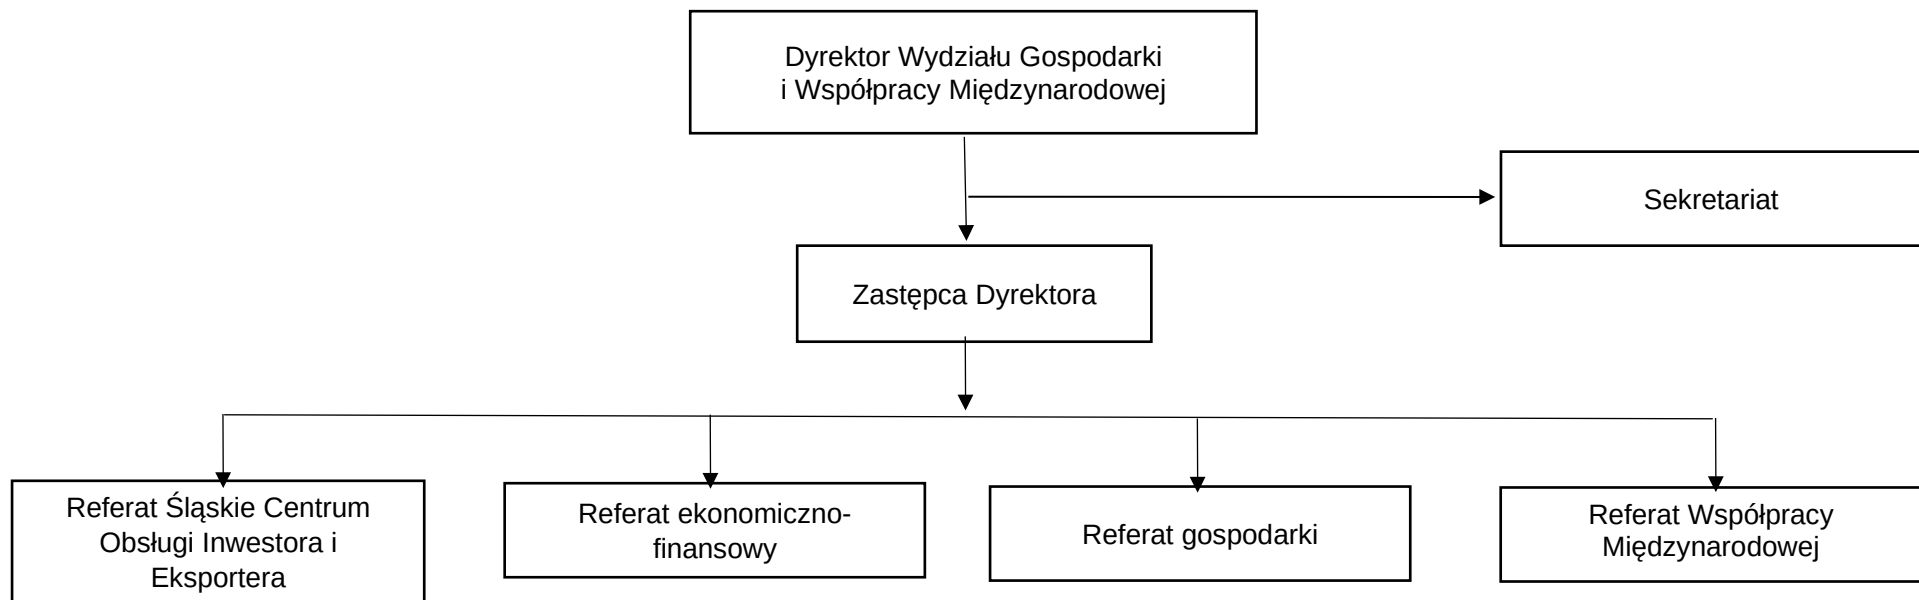 Dyrektor Wydziału Gospodarki
i Współpracy Międzynarodowej
Sekretariat
Zastępca Dyrektora
Referat Śląskie Centrum
Obsługi Inwestora i
Eksportera
Referat ekonomiczno-
finansowy
Referat gospodarki
Referat Współpracy
Międzynarodowej